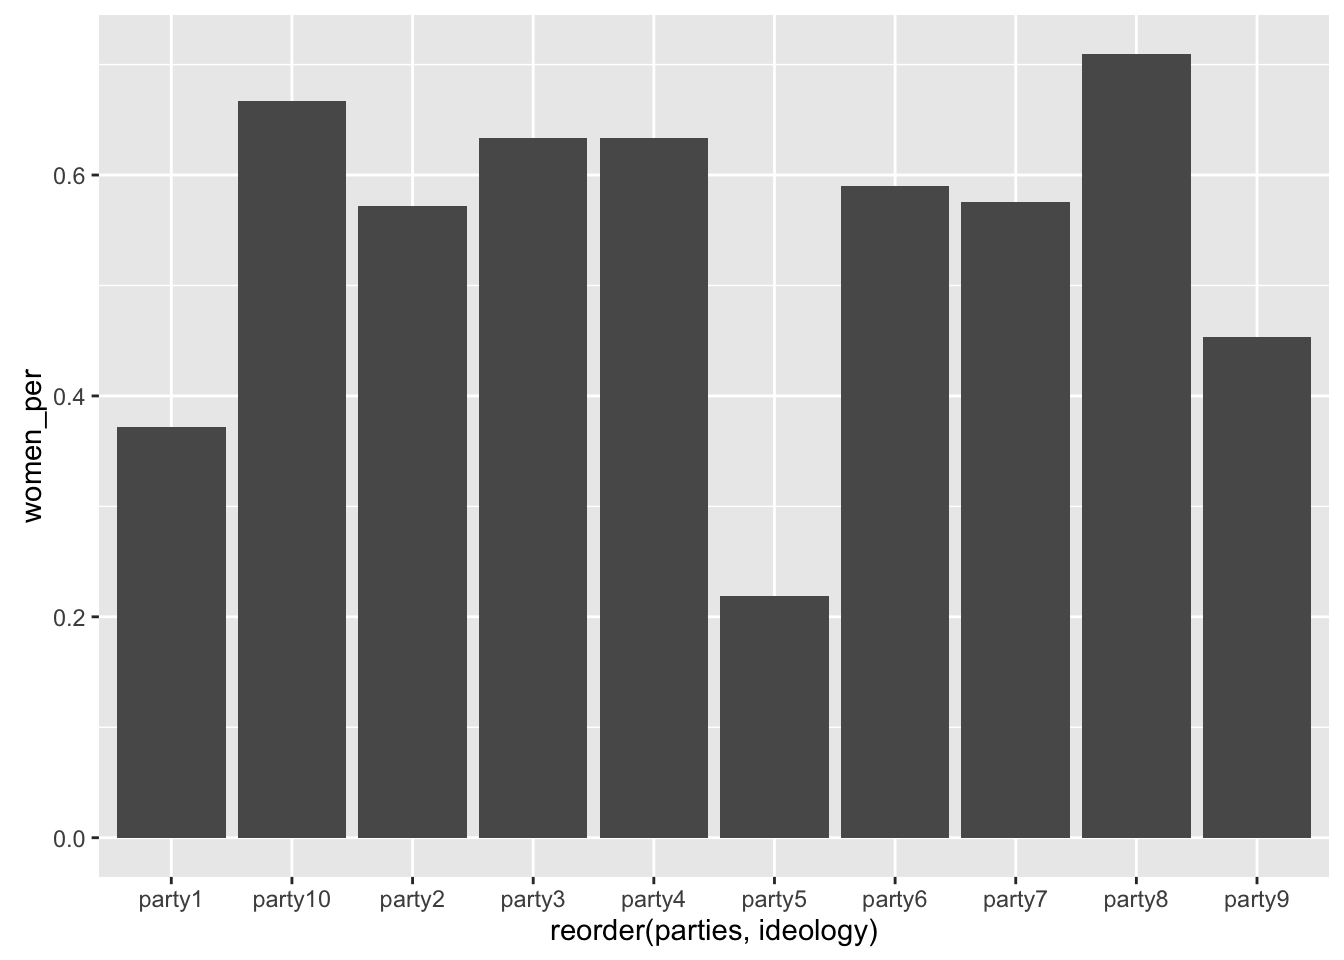 women_per
0.6
0.4
0.2
0.0
party1 party10 party2 party3 party4 party5 party6 party7 party8 party9
reorder(parties, ideology)